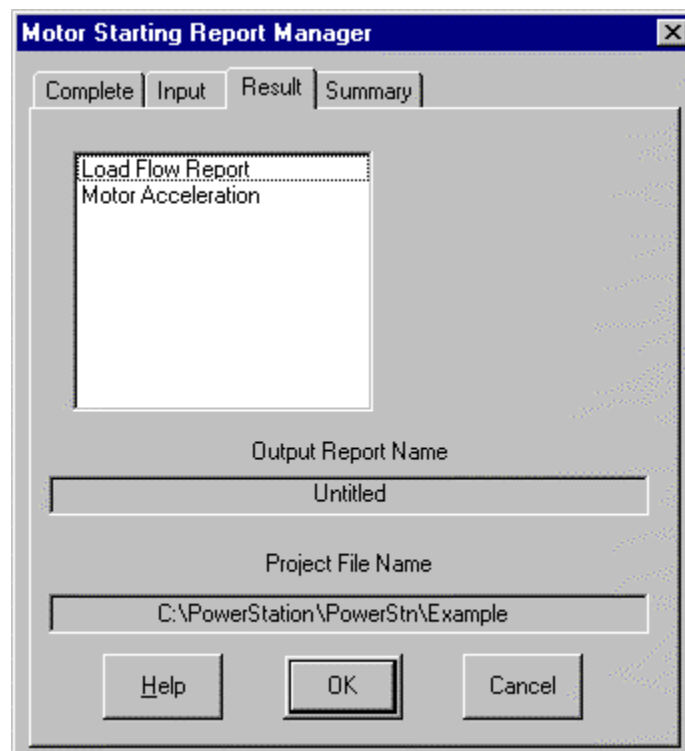 Motor Starting Report Manager
Complete Input Result Summary
Load Flow Report
Motor Acceleration
Output Report Name
Untitled
Project File Name
C:\PowerStation\PowerStn\Example
Help OK Cancel